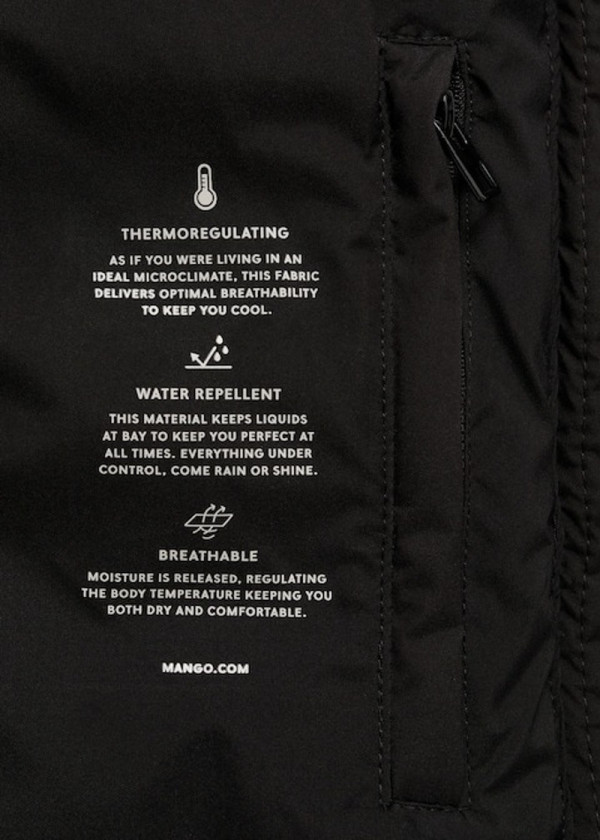 THERMOREGULATING
AS IF YOU WERE LIVING IN AN
IDEAL MICROCLIMATE, THIS FABRIC
DELIVERS OPTIMAL BREATHABILITY
TO KEEP YOU COOL.
WATER REPELLENT
THIS MATERIAL KEEPS LIQUIDS
AT BAY TO KEEP YOU PERFECT AT
ALL TIMES. EVERYTHING UNDER
CONTROL, COME RAIN OR SHINE.
BREATHABLE
MOISTURE IS RELEASED, REGULATING
THE BODY TEMPERATURE KEEPING YOU
BOTH DRY AND COMFORTABLE.
MANGO.COM